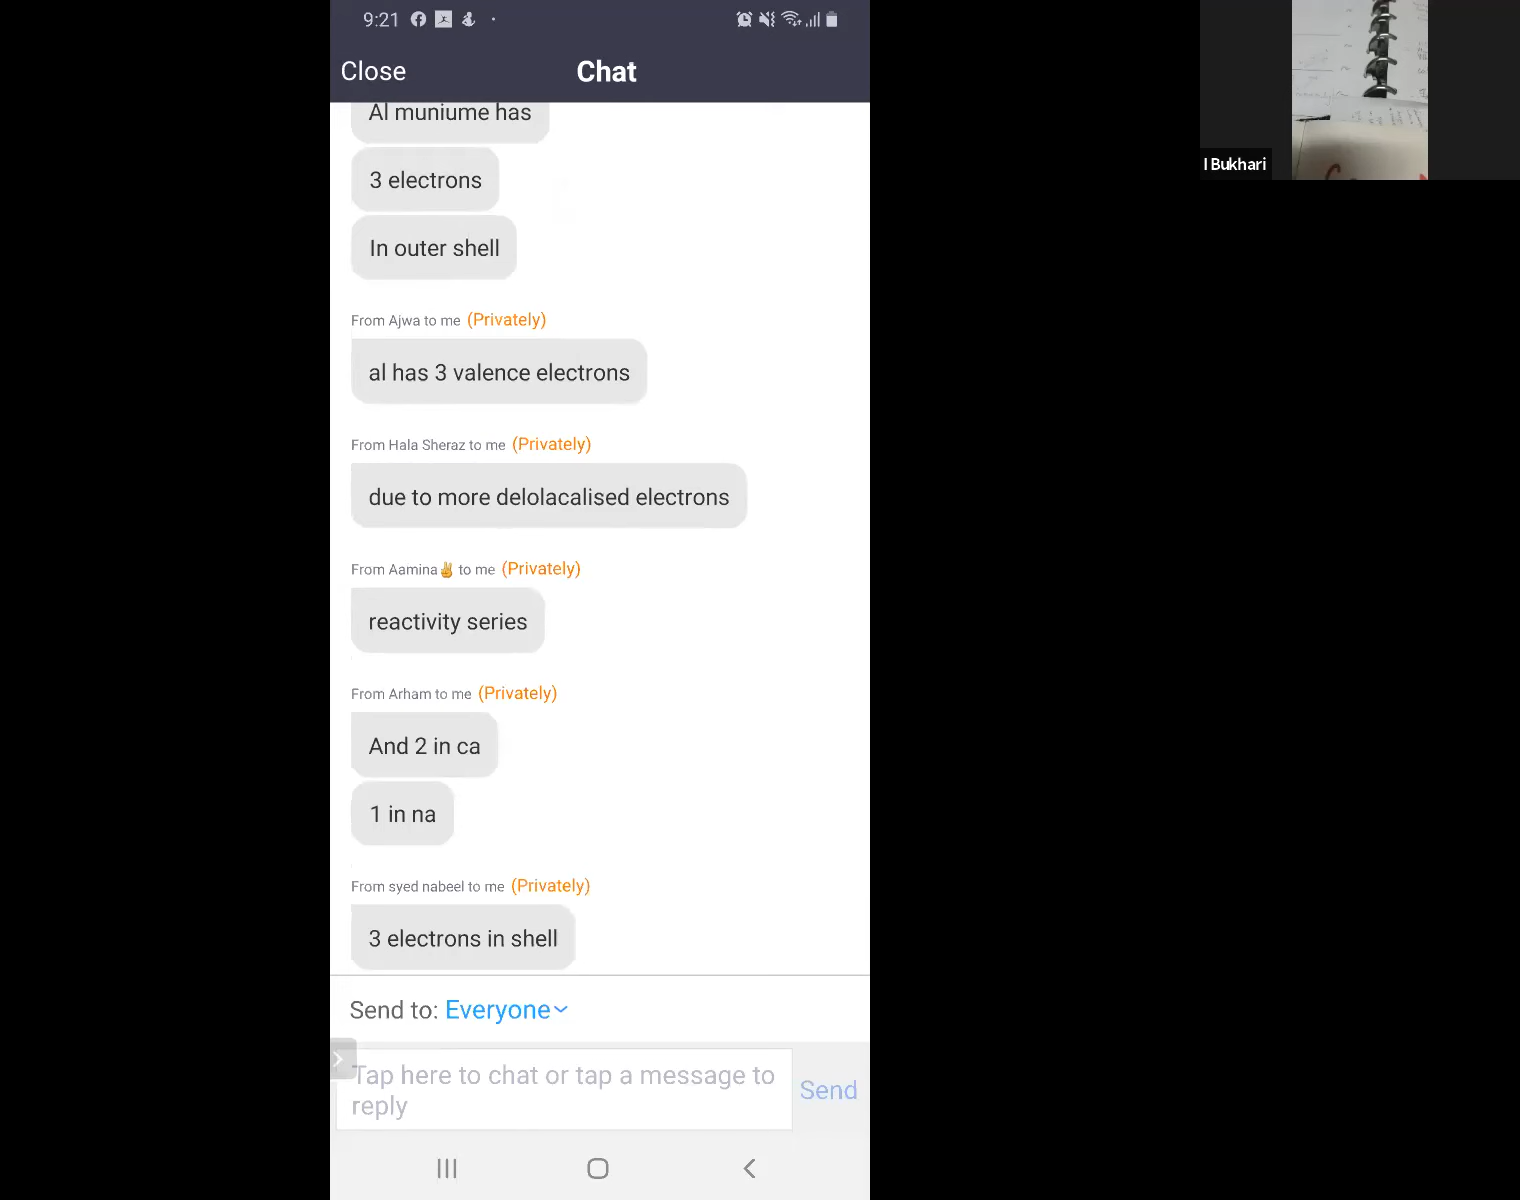 9:21
Close
Chat
Al muniume has
3 electrons
In outer shell
From Ajwa to me (Privately)
al has 3 valence electrons
From Hala Sheraz to me (Privately)
due to more delolacalised electrons
From Aamina✌️ to me (Privately)
reactivity series
From Arham to me (Privately)
And 2 in ca
1 in na
From syed nabeel to me (Privately)
3 electrons in shell
Send to: Everyone
Tap here to chat or tap a message to
reply
Send
I Bukhari